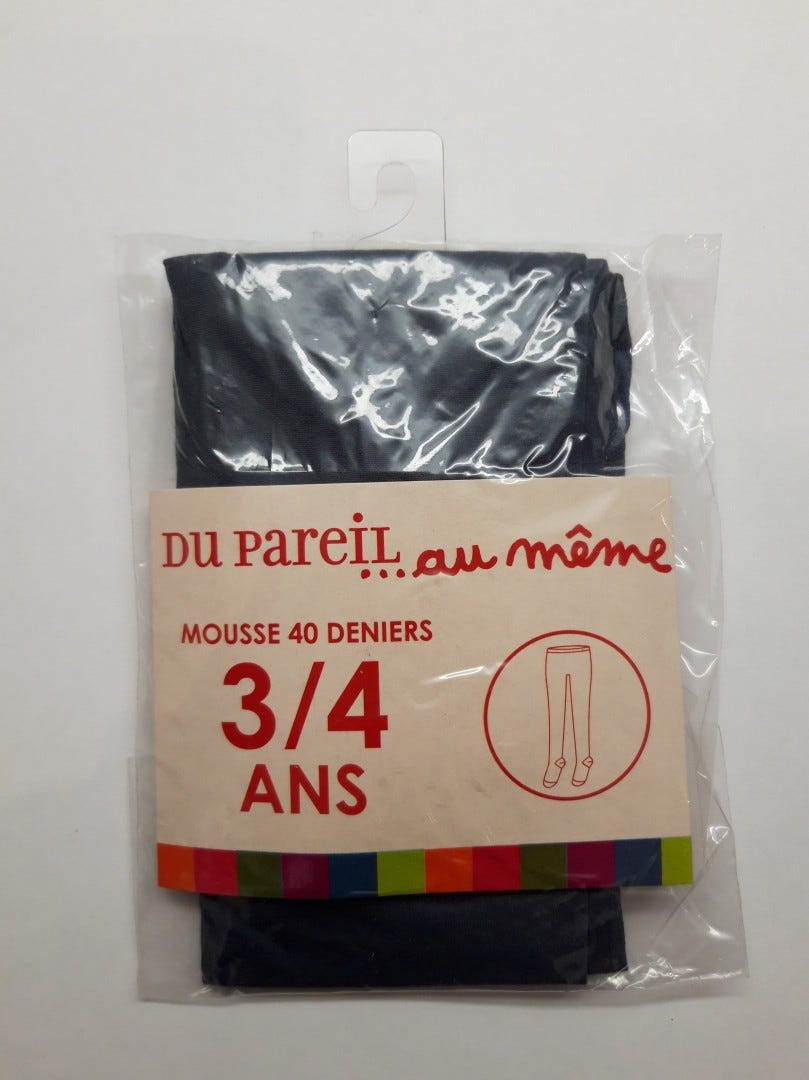 DU PareiL ...au même
MOUSSE 40 DENIERS
3/4
ANS